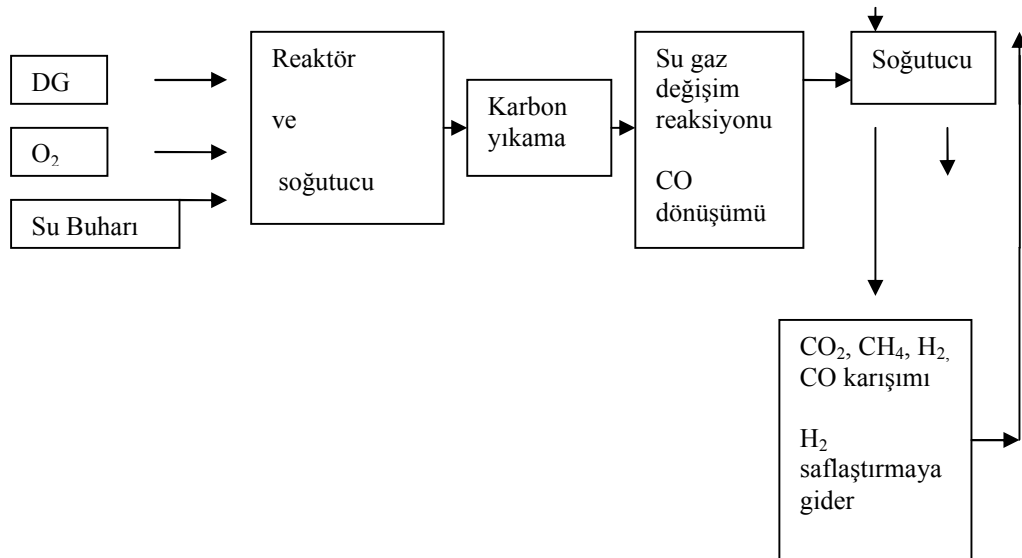 DG
O₂
Su Buharı
Reaktör
ve
soğutucu
Karbon
yıkama
Su gaz
değişim
reaksiyonu
CO
dönüşümü
Soğutucu
CO₂, CH₄, H₂,
CO karışımı
H₂
saflaştırmaya
gider